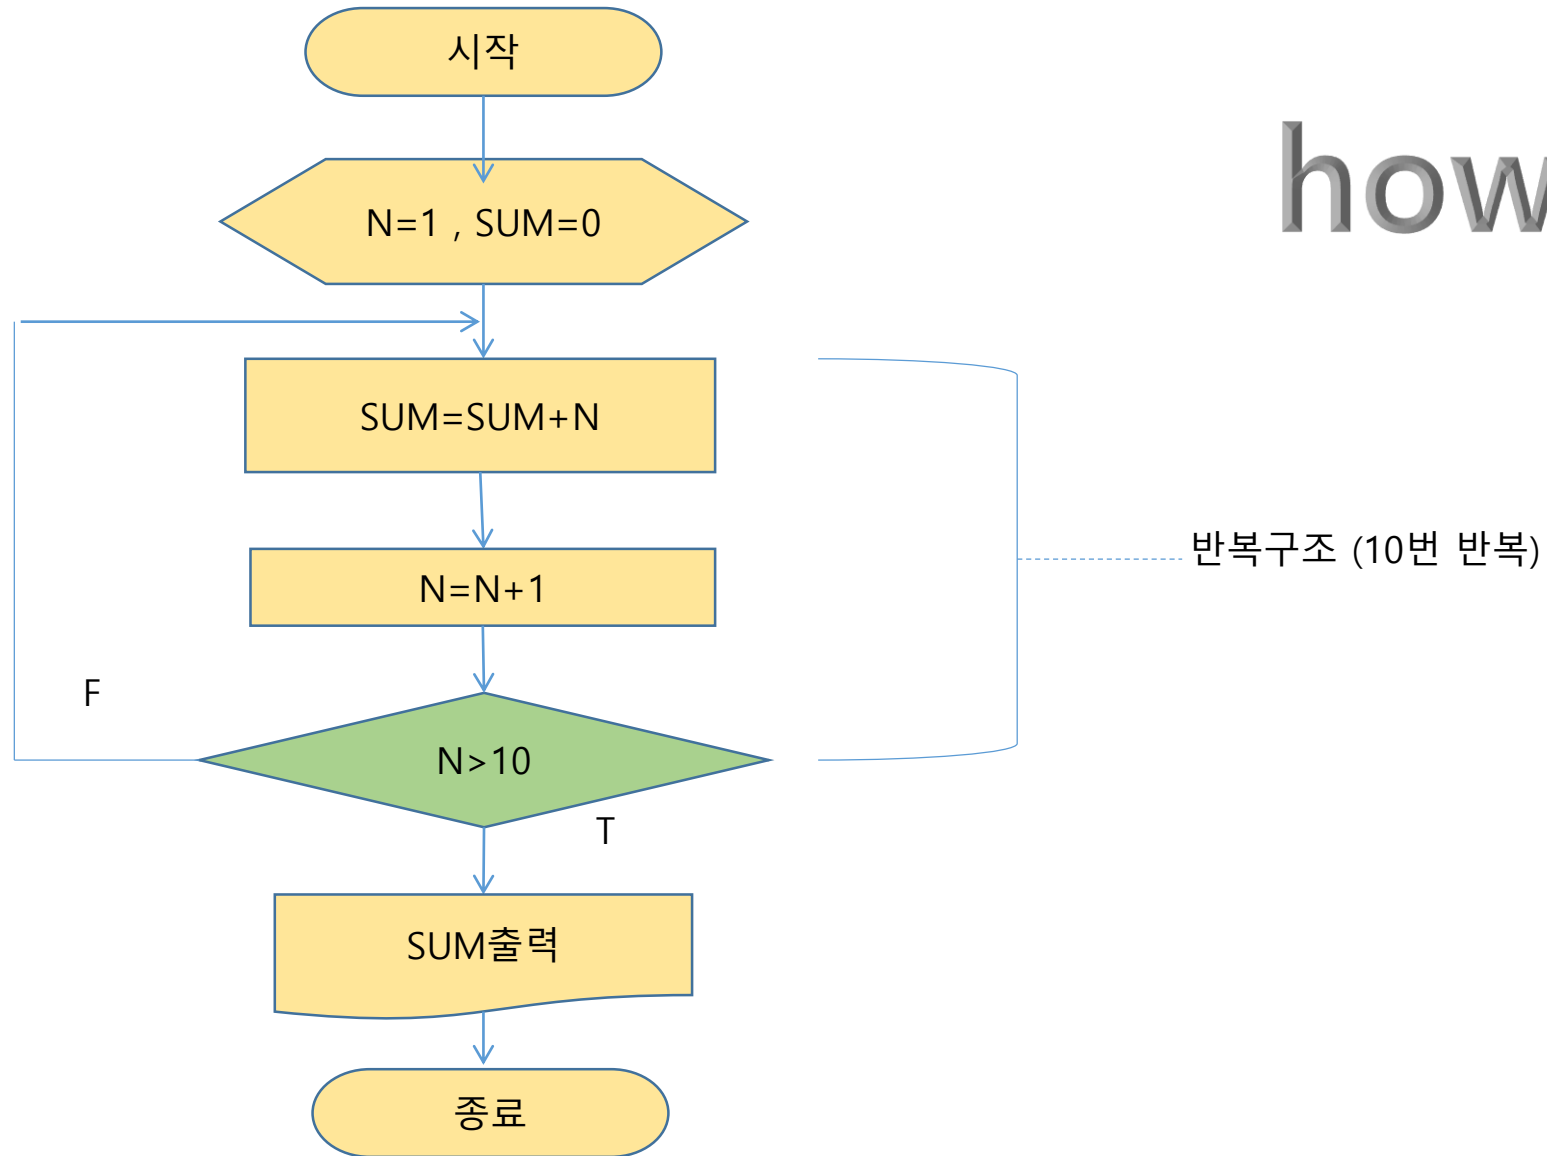 시작
how
N=1 , SUM=0
SUM=SUM+N
반복구조 (10번 반복)
N=N+1
F
N>10
T
SUM출력
종료